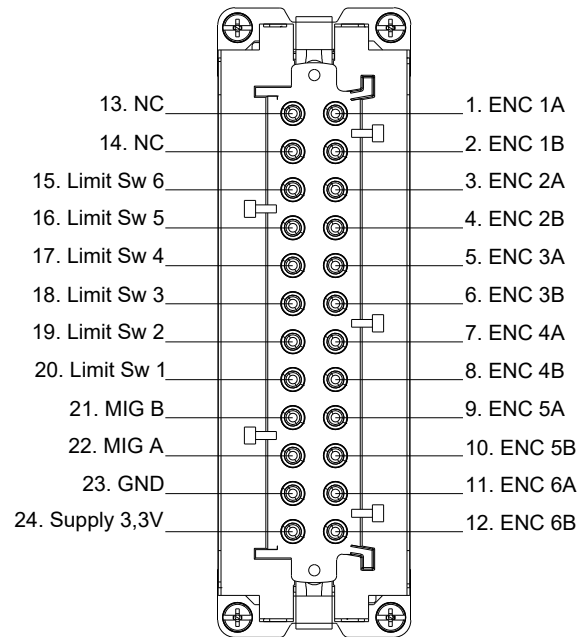 13. NC
14. NC
15. Limit Sw 6
16. Limit Sw 5
17. Limit Sw 4
18. Limit Sw 3
19. Limit Sw 2
20. Limit Sw 1
21. MIG B
22. MIG A
23. GND
24. Supply 3,3V
1. ENC 1A
2. ENC 1B
3. ENC 2A
4. ENC 2B
5. ENC 3A
6. ENC 3B
7. ENC 4A
8. ENC 4B
9. ENC 5A
10. ENC 5B
11. ENC 6A
12. ENC 6B